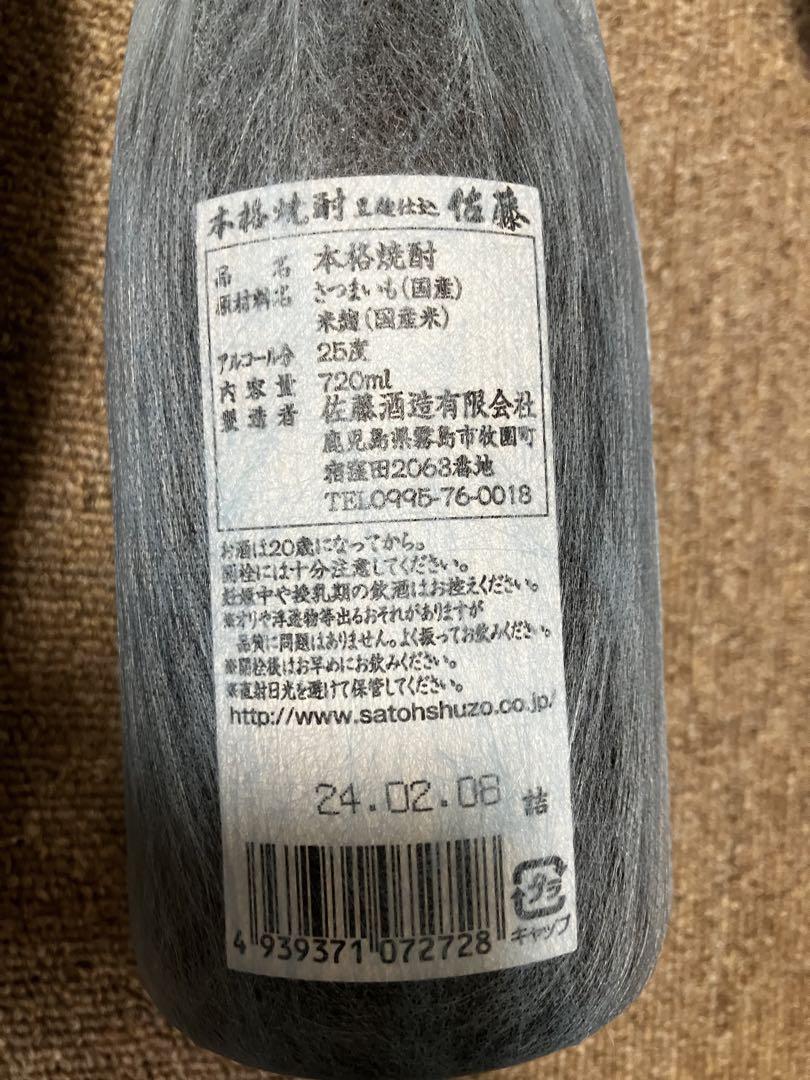 本格焼酎 黒麹仕込 佐藤
品名 本格焼酎
原材料名 さつまいも(国産)
米麹(国産米)
アルコール分 25度
内容量 720ml
製造者 佐藤酒造有限会社
鹿児島県霧島市牧園町
宿窪田2063番地
TEL0995-76-0018
お酒は20歳になってから。
開栓には十分注意してください。
妊娠中や授乳期の飲酒はお控えください。
※オリや浮遊物等出るおそれがありますが
品質に問題はありません。よく振ってお飲みください。
※開栓後はお早めにお飲みください。
※直射日光を避けて保管してください。
http://www.satohshuzo.co.jp/
24.02.08 詰
プラ
キャップ
4 939371 072728